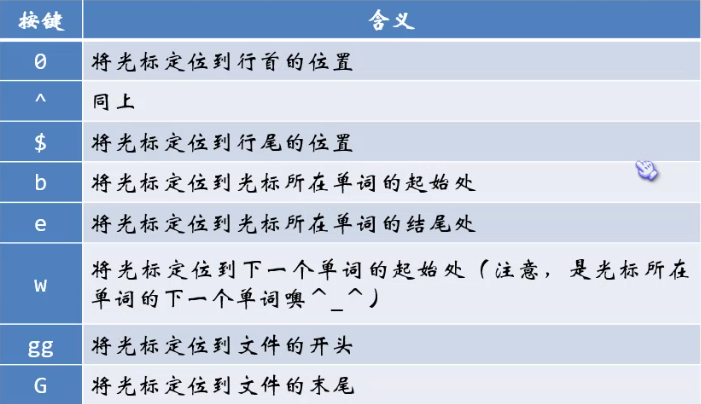 按键 含义
0 将光标定位到行首的位置
^ 同上
$ 将光标定位到行尾的位置
b 将光标定位到光标所在单词的起始处
e 将光标定位到光标所在单词的结尾处
w 将光标定位到下一个单词的起始处（注意，是光标所在
单词的下一个单词噢^_^）
gg 将光标定位到文件的开头
G 将光标定位到文件的末尾